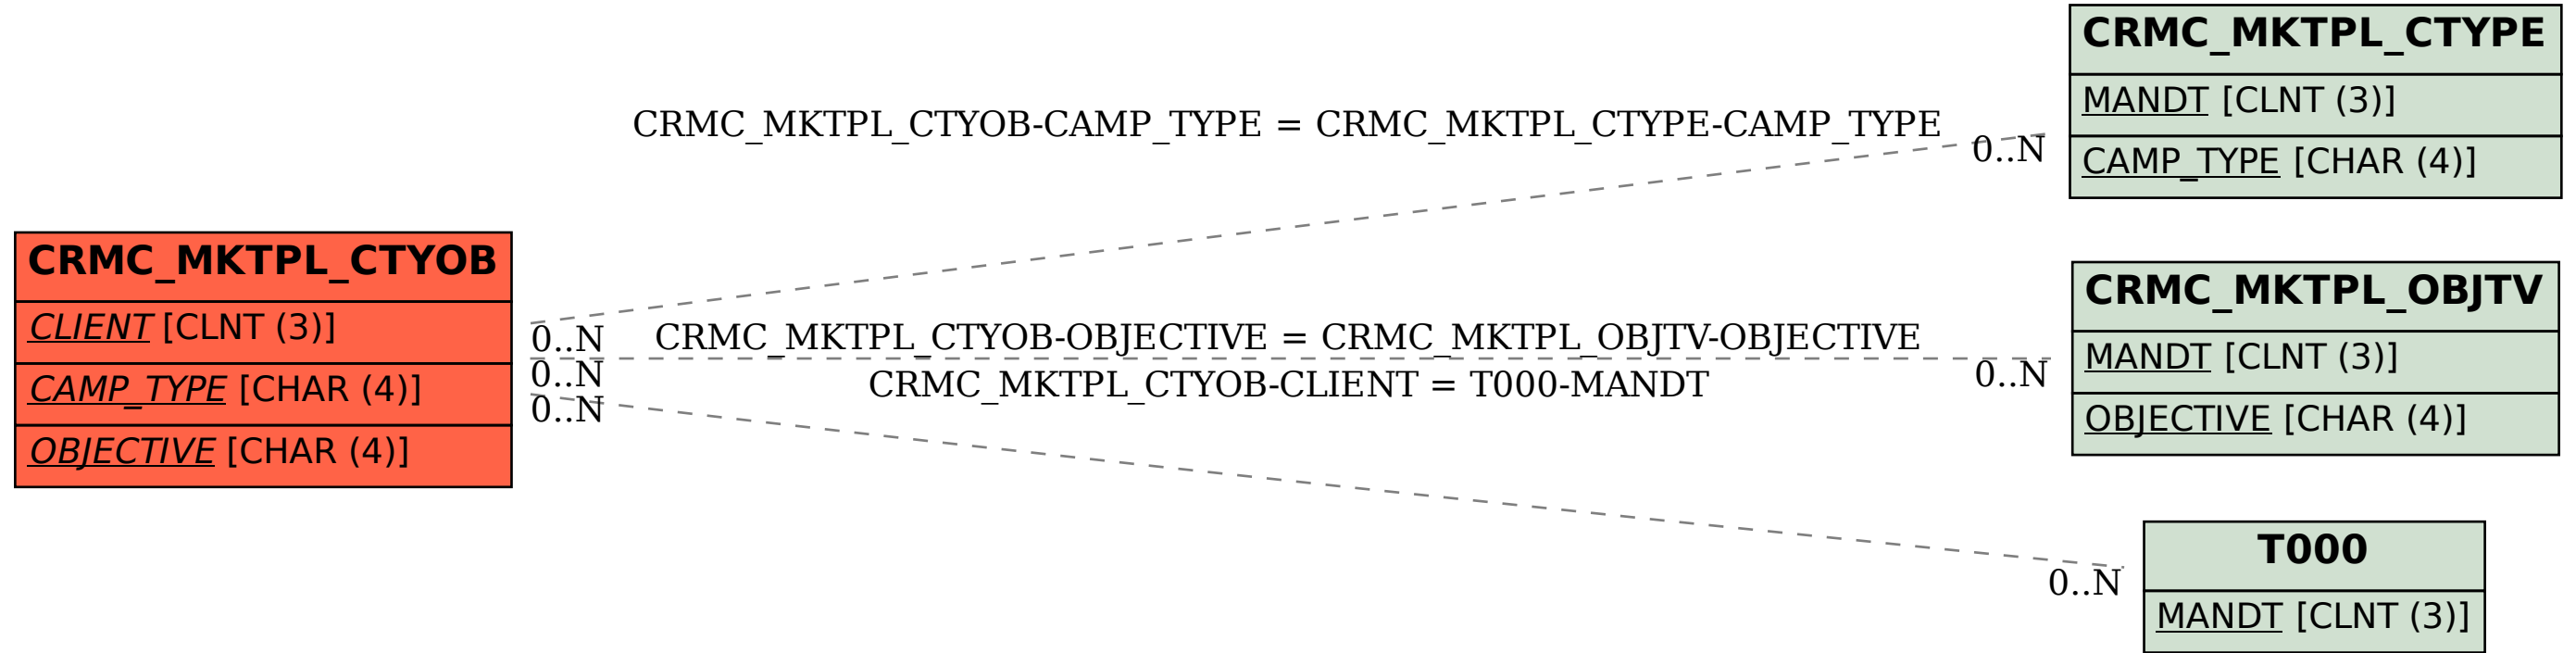 CRMC_MKTPL_CTYPE
MANDT [CLNT (3)]
CAMP_TYPE [CHAR (4)]
CRMC_MKTPL_CTYOB-CAMP_TYPE = CRMC_MKTPL_CTYPE-CAMP_TYPE
0..N
CRMC_MKTPL_CTYOB
CLIENT [CLNT (3)]
CAMP_TYPE [CHAR (4)]
OBJECTIVE [CHAR (4)]
0..N
0..N
0..N
CRMC_MKTPL_CTYOB-OBJECTIVE = CRMC_MKTPL_OBJTV-OBJECTIVE
CRMC_MKTPL_CTYOB-CLIENT = T000-MANDT
0..N
CRMC_MKTPL_OBJTV
MANDT [CLNT (3)]
OBJECTIVE [CHAR (4)]
0..N
T000
MANDT [CLNT (3)]